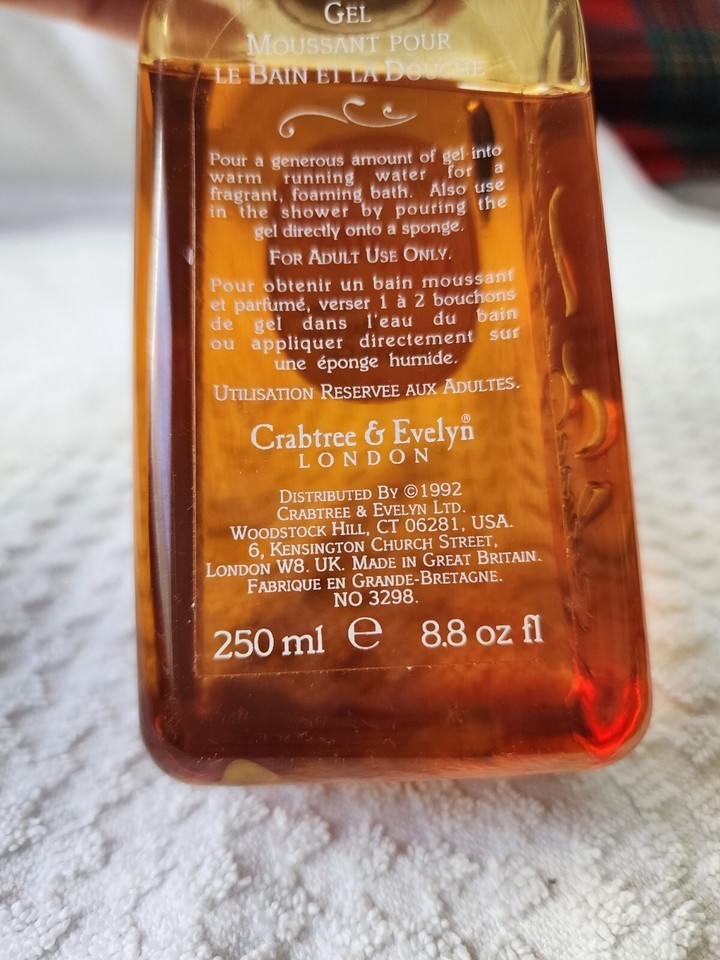 GEL
MOUSSANT POUR
LE BAIN ET LA DOUCHE
Pour a generous amount of gel into
warm running water for a
fragrant, foaming bath. Also use
in the shower by pouring the
gel directly onto a sponge.
FOR ADULT USE ONLY.
Pour obtenir un bain moussant
et parfumé, verser 1 à 2 bouchons
de gel dans l'eau du bain
ou appliquer directement sur
une éponge humide.
UTILISATION RESERVEE AUX ADULTES.
Crabtree & Evelyn®
LONDON
DISTRIBUTED BY ©1992
CRABTREE & EVELYN LTD.
WOODSTOCK HILL, CT 06281, USA.
6, KENSINGTON CHURCH STREET,
LONDON W8. UK. MADE IN GREAT BRITAIN.
FABRIQUE EN GRANDE-BRETAGNE.
NO 3298.
250 ml ℮ 8.8 oz fl